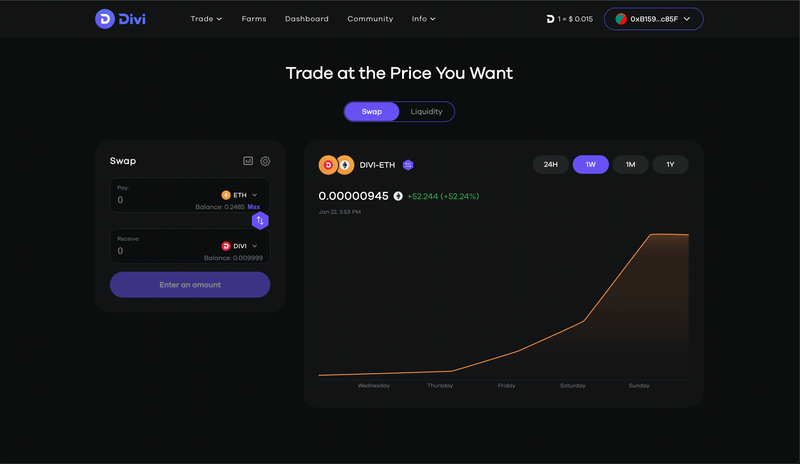 Divi
Trade
Farms
Dashboard
Community
Info
1 = $ 0.015
0xB159...c85F
Trade at the Price You Want
Swap
Liquidity
Swap
Pay:
0
ETH
Balance: 0.2485 Max
Receive:
0
DIVI
Balance: 0.009999
Enter an amount
DIVI-ETH
24H
1W
1M
1Y
0.00000945
+52.244 (+52.24%)
Jan 22, 5:53 PM
Wednesday
Thursday
Friday
Saturday
Sunday